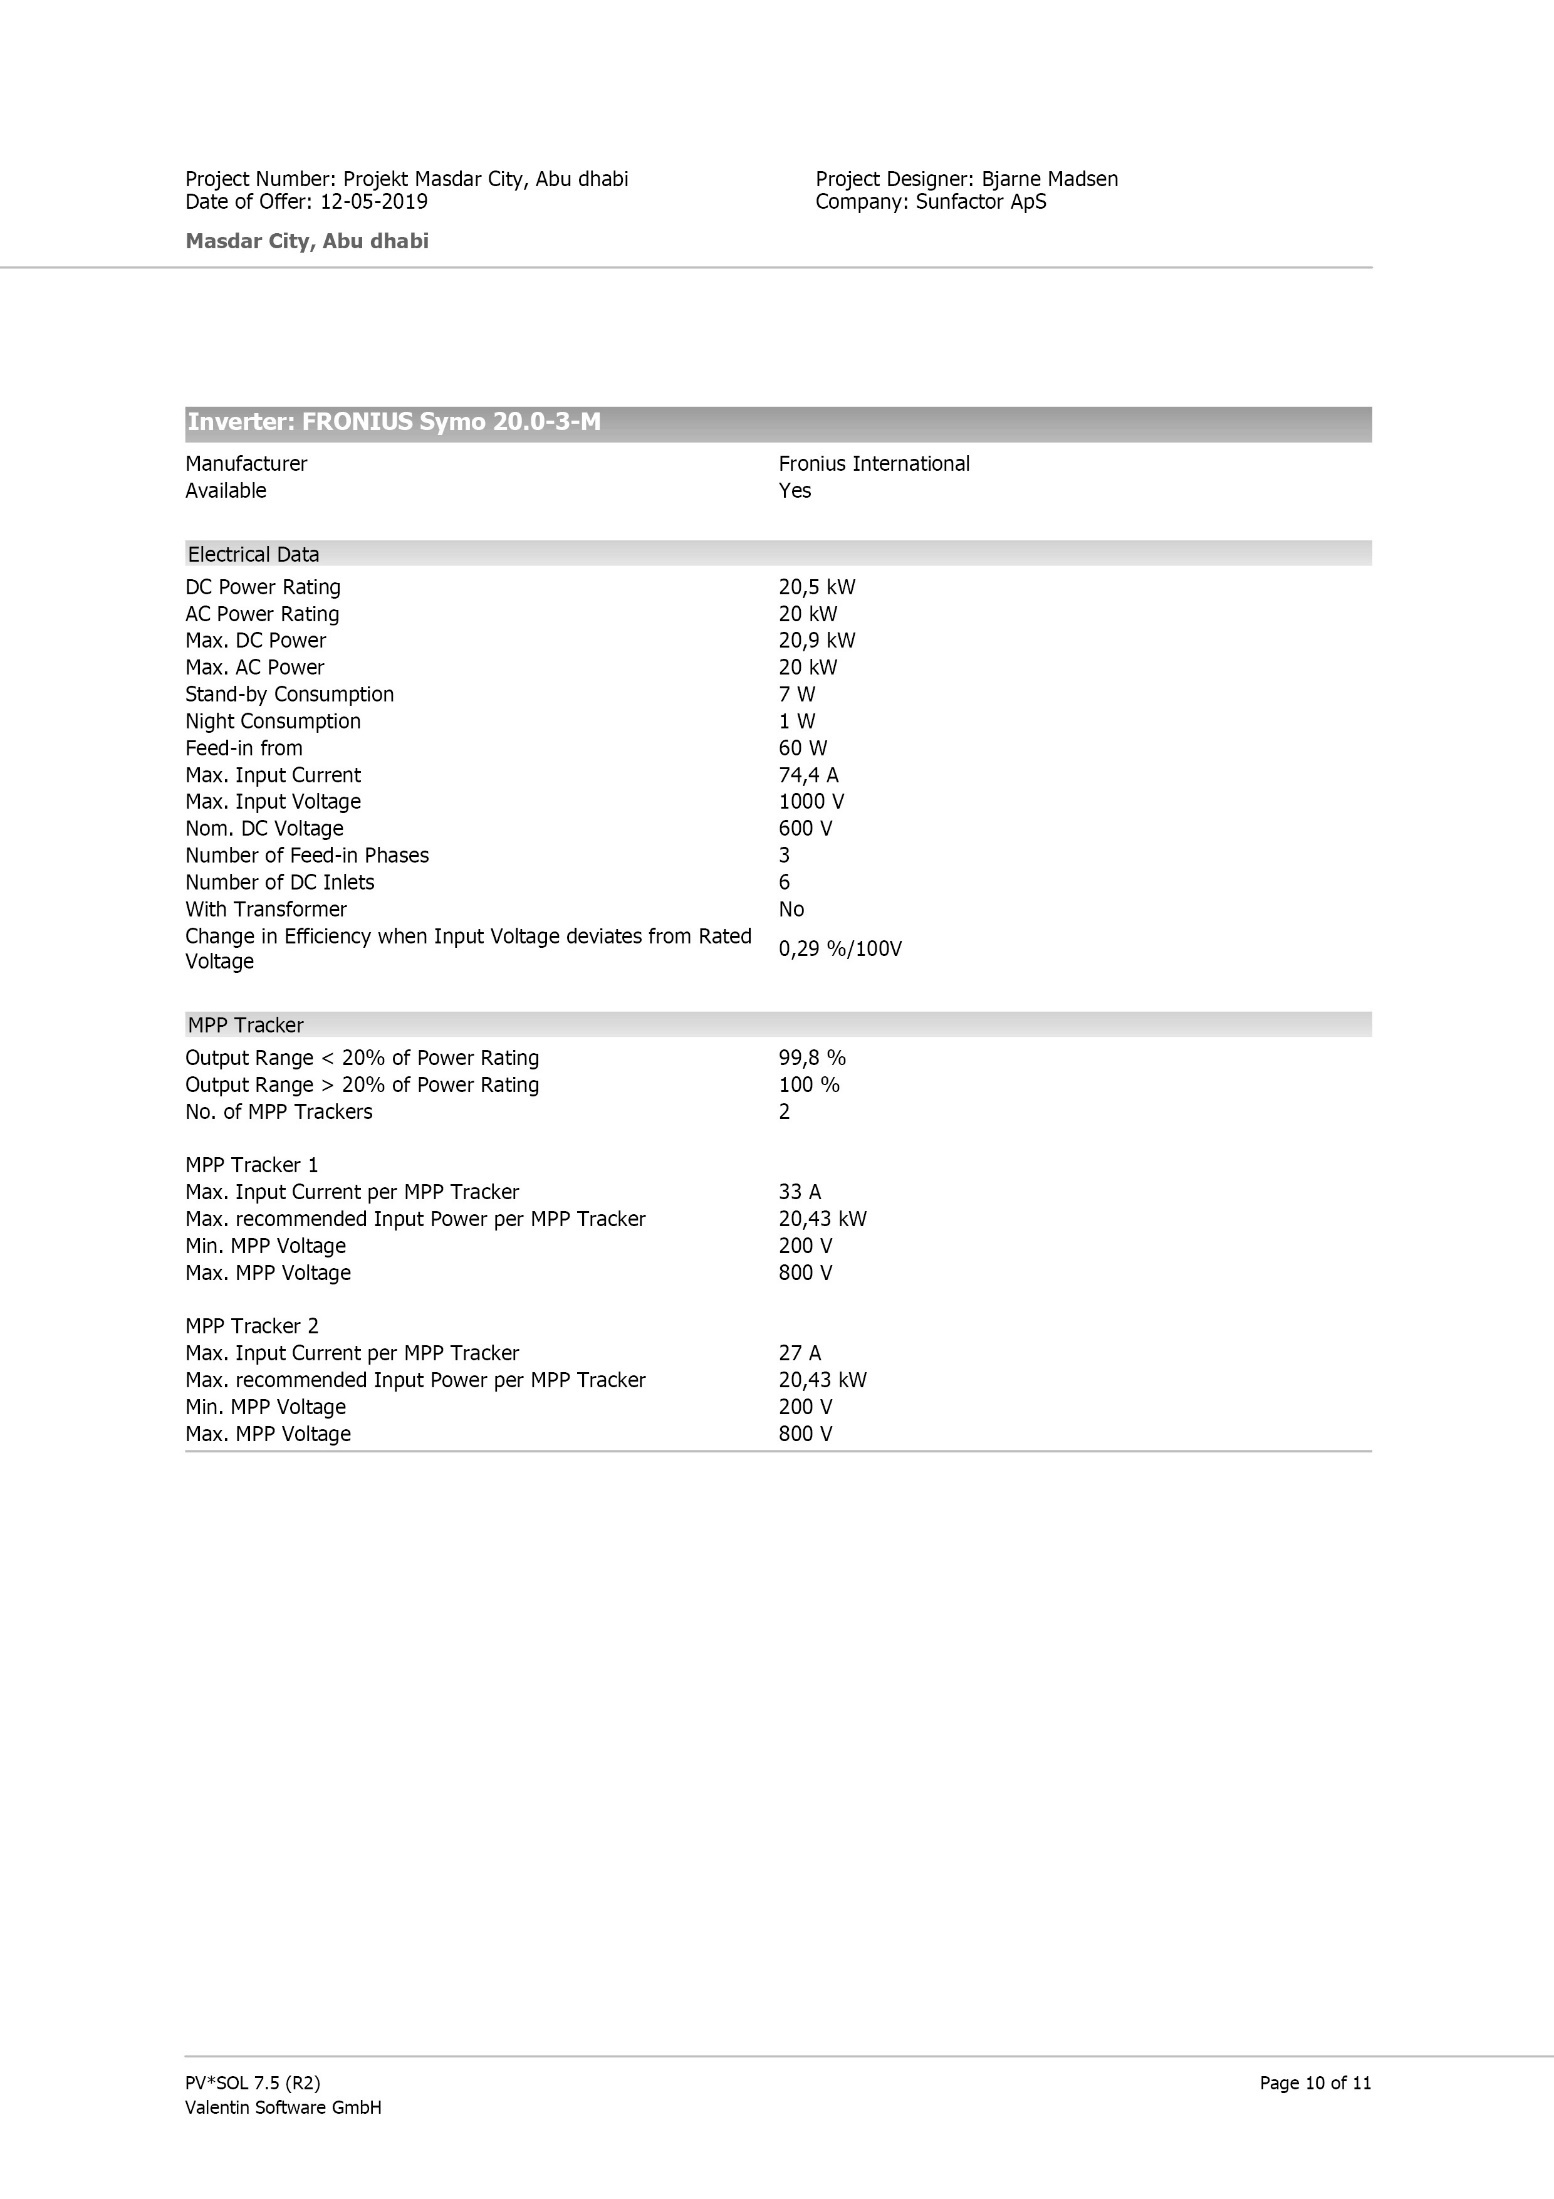 Project Number: Projekt Masdar City, Abu dhabi Project Designer: Bjarne Madsen
Date of Offer: 12-05-2019 Company: Sunfactor ApS
Masdar City, Abu dhabi
Inverter: FRONIUS Symo 20.0-3-M
Manufacturer Fronius International
Available Yes
Electrical Data
DC Power Rating 20,5 kW
AC Power Rating 20 kW
Max. DC Power 20,9 kW
Max. AC Power 20 kW
Stand-by Consumption 7 W
Night Consumption 1 W
Feed-in from 60 W
Max. Input Current 74,4 A
Max. Input Voltage 1000 V
Nom. DC Voltage 600 V
Number of Feed-in Phases 3
Number of DC Inlets 6
With Transformer No
Change in Efficiency when Input Voltage deviates from Rated
Voltage 0,29 %/100V
MPP Tracker
Output Range < 20% of Power Rating 99,8 %
Output Range > 20% of Power Rating 100 %
No. of MPP Trackers 2
MPP Tracker 1
Max. Input Current per MPP Tracker 33 A
Max. recommended Input Power per MPP Tracker 20,43 kW
Min. MPP Voltage 200 V
Max. MPP Voltage 800 V
MPP Tracker 2
Max. Input Current per MPP Tracker 27 A
Max. recommended Input Power per MPP Tracker 20,43 kW
Min. MPP Voltage 200 V
Max. MPP Voltage 800 V
PV*SOL 7.5 (R2) Page 10 of 11
Valentin Software GmbH